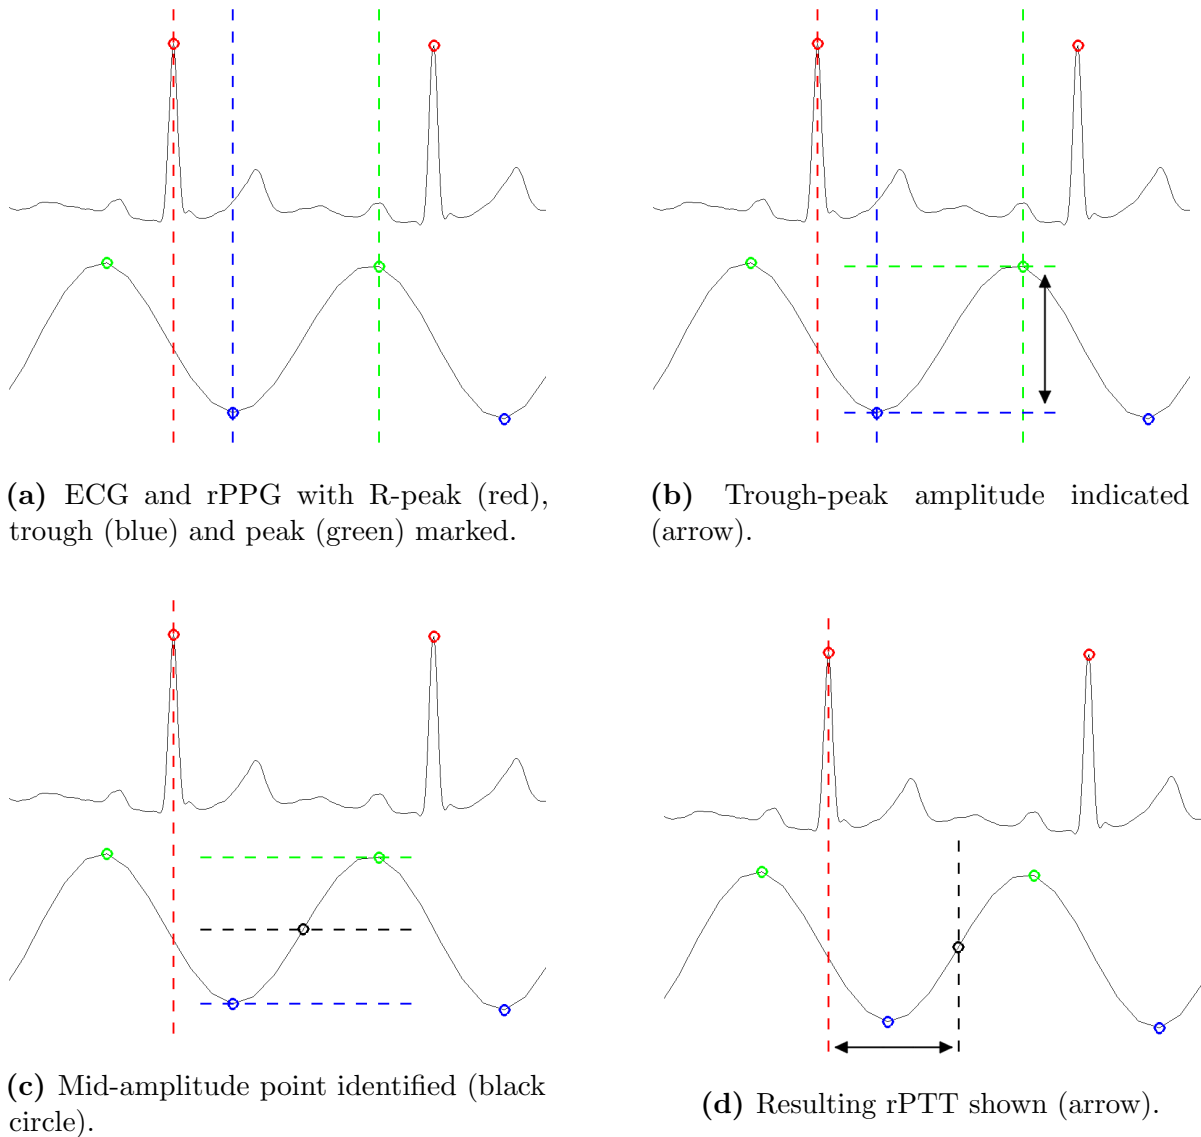 (a) ECG and rPPG with R-peak (red),
trough (blue) and peak (green) marked.
(b) Trough-peak amplitude indicated
(arrow).
(c) Mid-amplitude point identified (black
circle).
(d) Resulting rPTT shown (arrow).